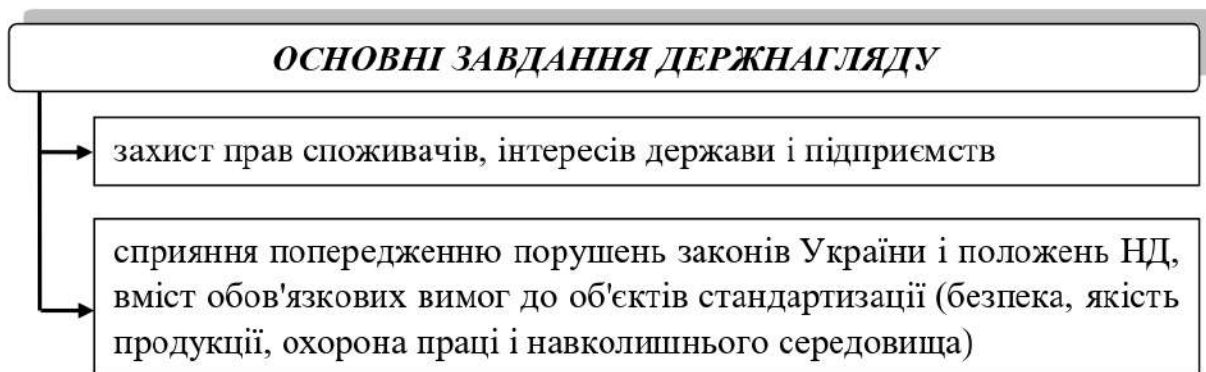 ОСНОВНІ ЗАВДАННЯ ДЕРЖНАГЛЯДУ
захист прав споживачів, інтересів держави і підприємств
сприяння попередженню порушень законів України і положень НД,
вміст обов'язкових вимог до об'єктів стандартизації (безпека, якість
продукції, охорона праці і навколишнього середовища)